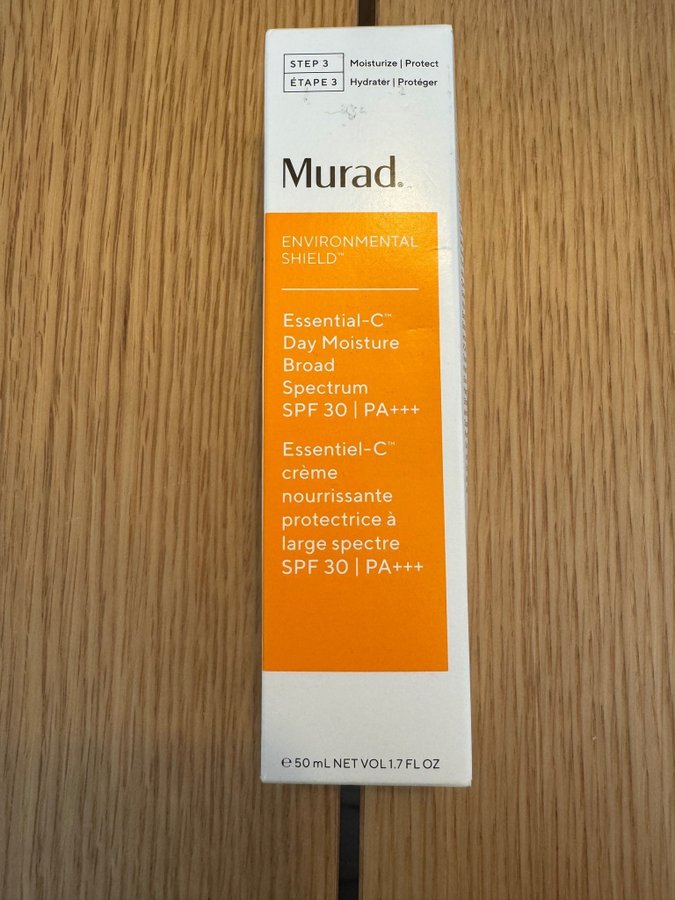 STEP 3 Moisturize | Protect
ÉTAPE 3 Hydrater | Protéger
Murad.
ENVIRONMENTAL
SHIELD™
Essential-C™
Day Moisture
Broad
Spectrum
SPF 30 | PA+++
Essentiel-C™
crème
nourrissante
protectrice à
large spectre
SPF 30 | PA+++
℮ 50 mL NET VOL 1.7 FL OZ